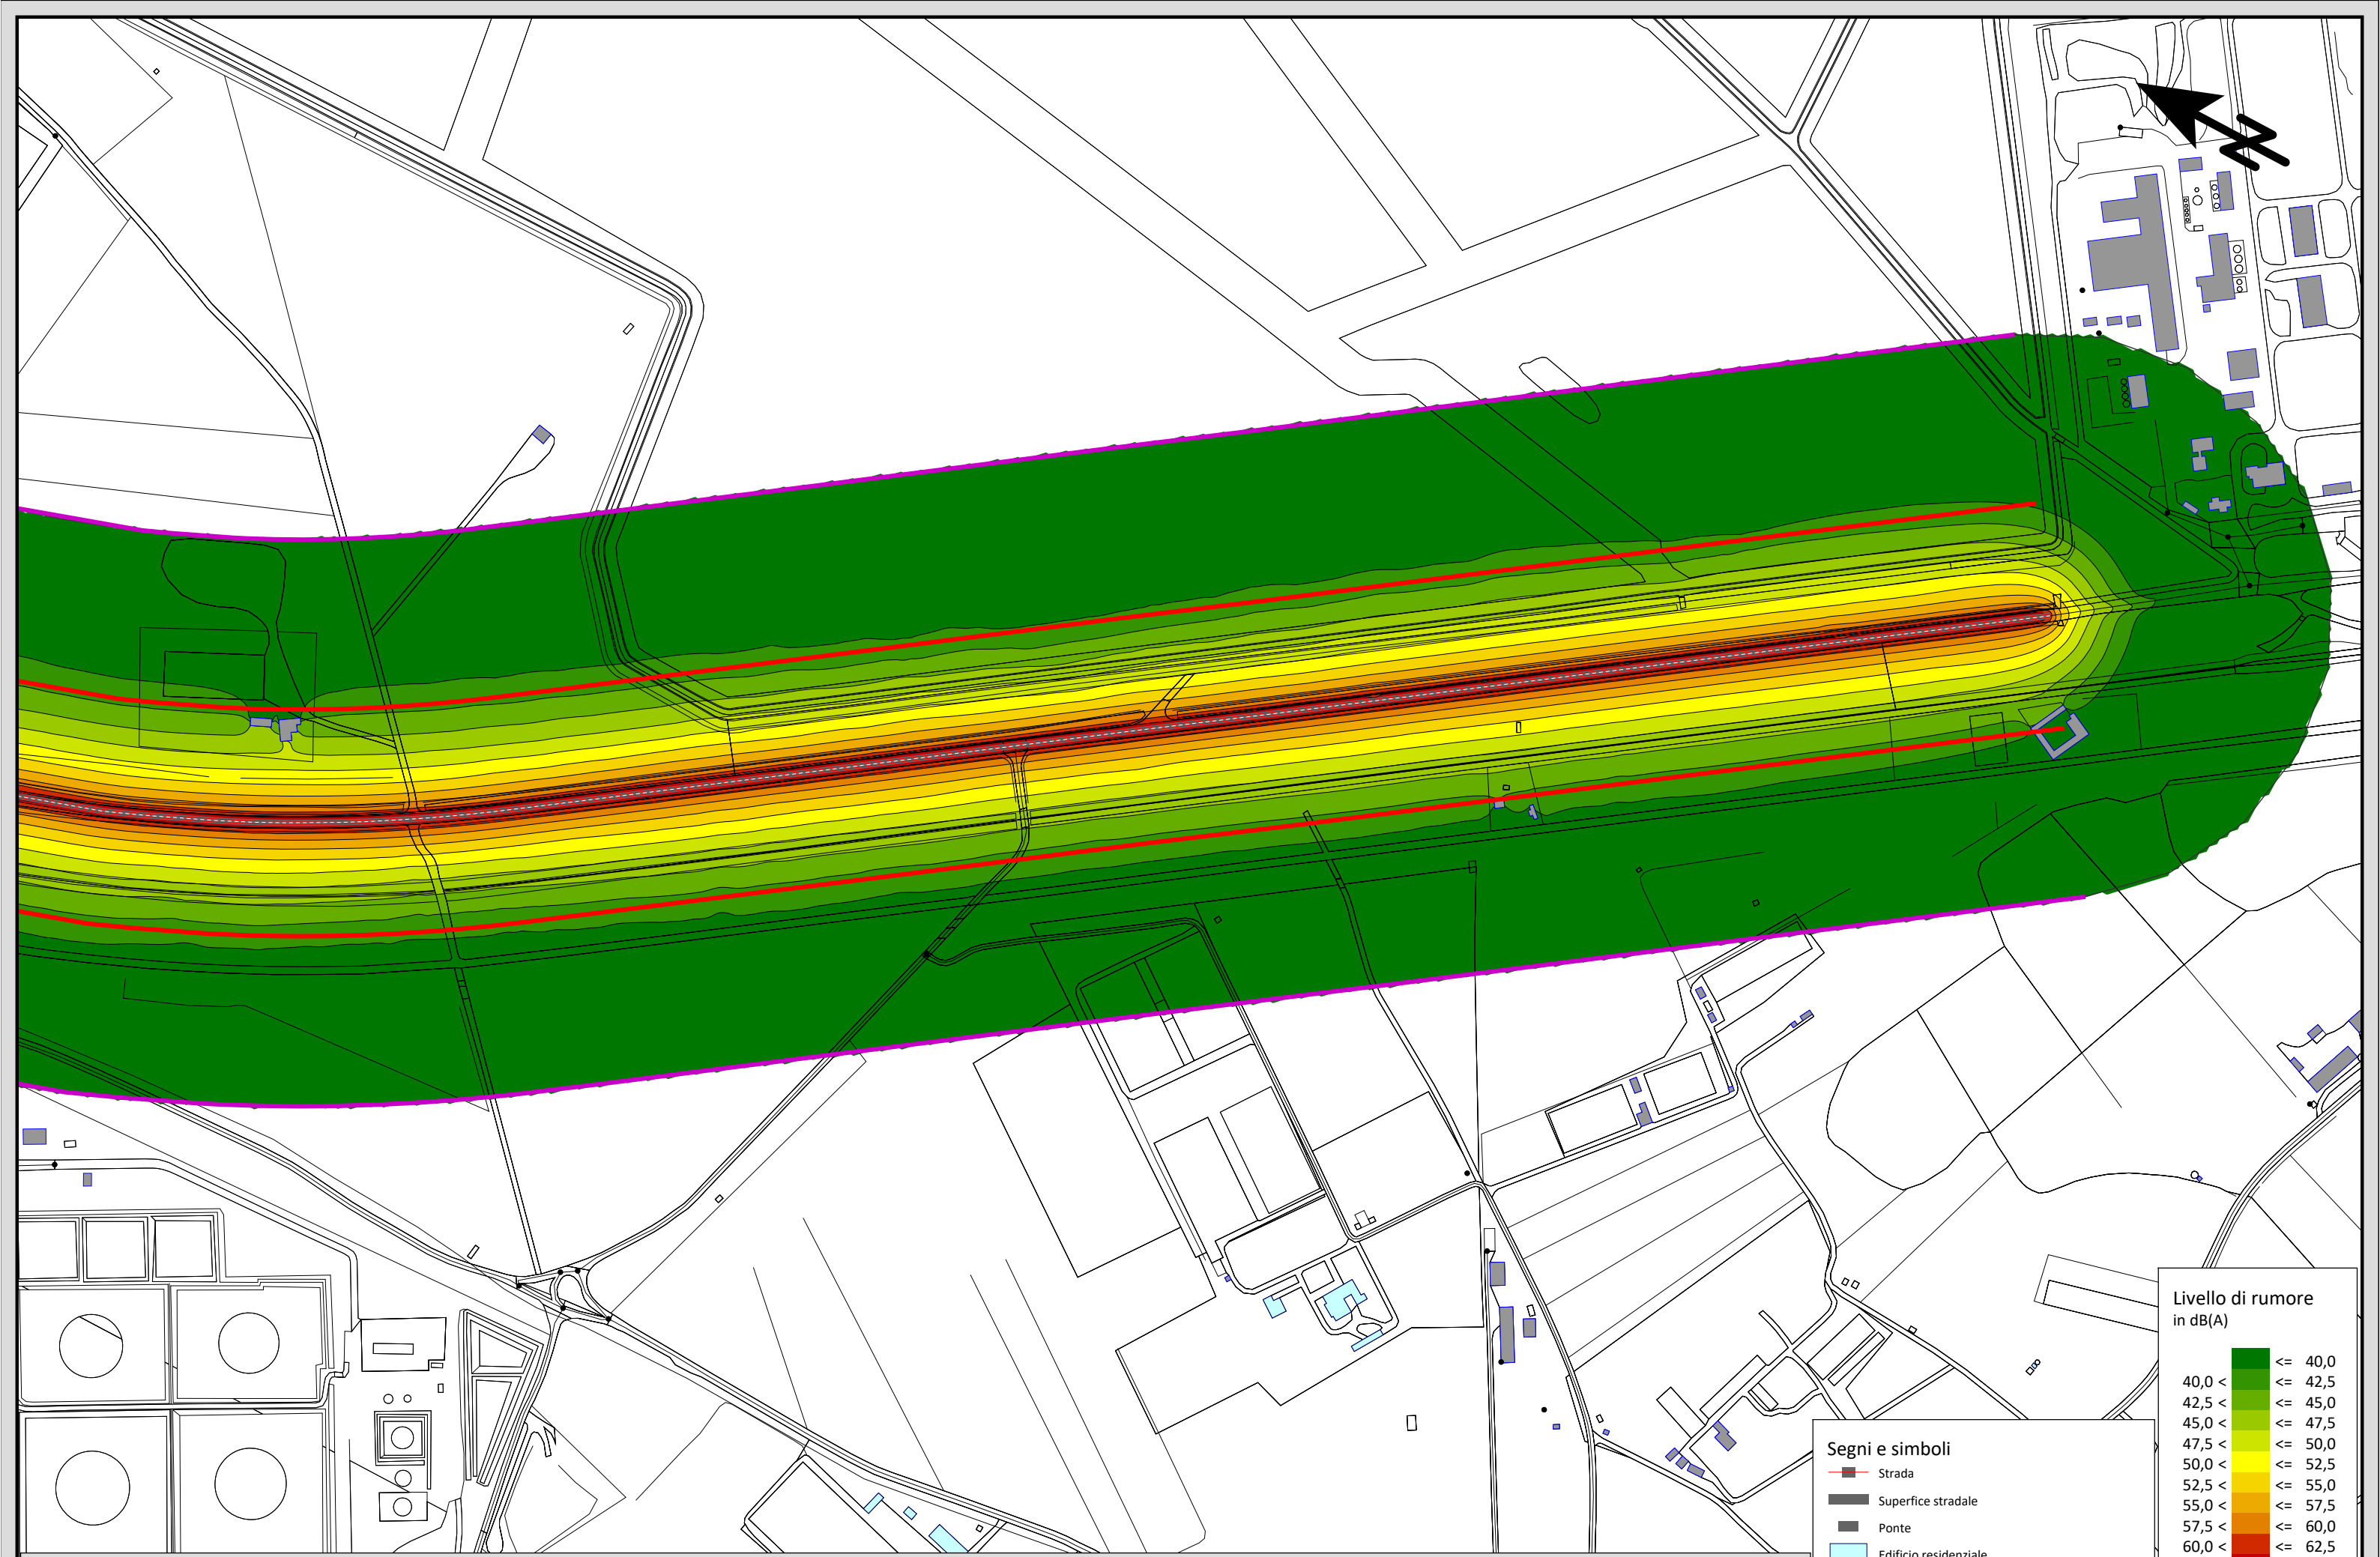 Livello di rumore
in dB(A)
<= 40,0
40,0 < <= 42,5
42,5 < <= 45,0
45,0 < <= 47,5
47,5 < <= 50,0
50,0 < <= 52,5
52,5 < <= 55,0
55,0 < <= 57,5
57,5 < <= 60,0
60,0 < <= 62,5
Segni e simboli
Strada
Superfice stradale
Ponte
Edificio residenziale